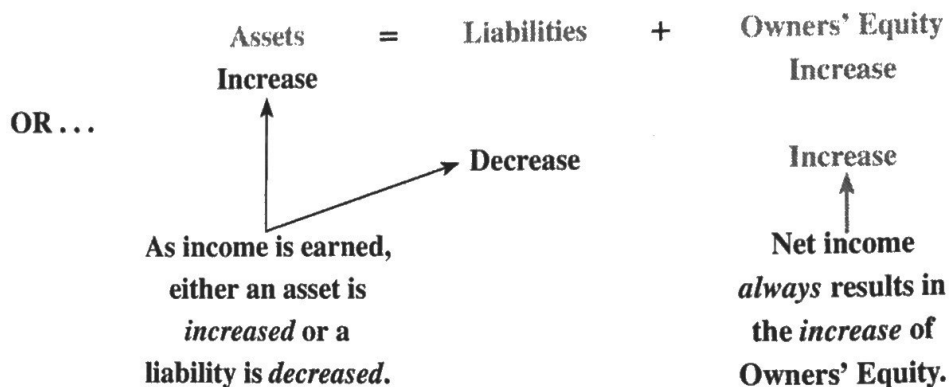 Assets = Liabilities + Owners' Equity
Increase Increase
OR...
Decrease Increase
As income is earned,
either an asset is
increased or a
liability is decreased.
Net income
always results in
the increase of
Owners' Equity.